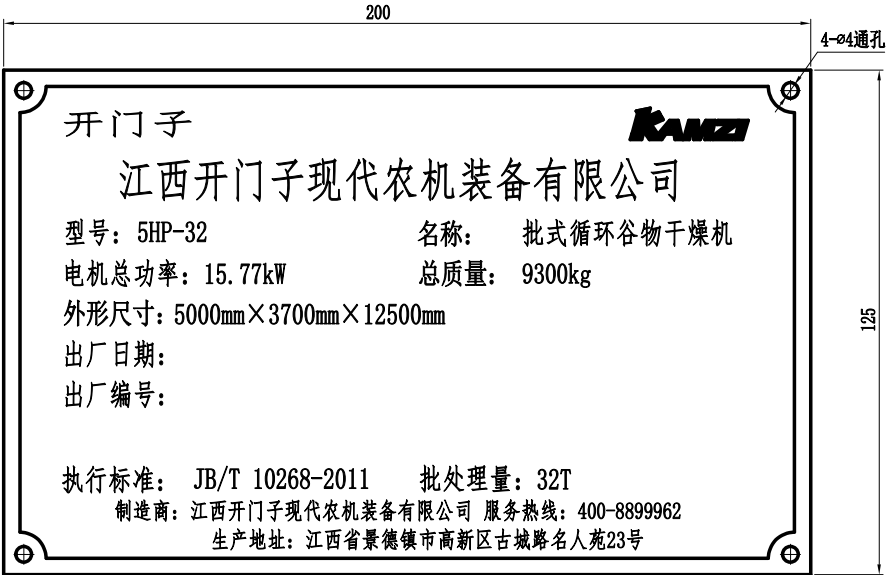 200
4-⌀4通孔
开门子 KAMZI
江西开门子现代农机装备有限公司
型号：5HP-32 名称： 批式循环谷物干燥机
电机总功率：15.77kW 总质量： 9300kg
外形尺寸：5000mm×3700mm×12500mm
出厂日期：
出厂编号：
125
执行标准： JB/T 10268-2011 批处理量：32T
制造商：江西开门子现代农机装备有限公司 服务热线：400-8899962
生产地址：江西省景德镇市高新区古城路名人苑23号